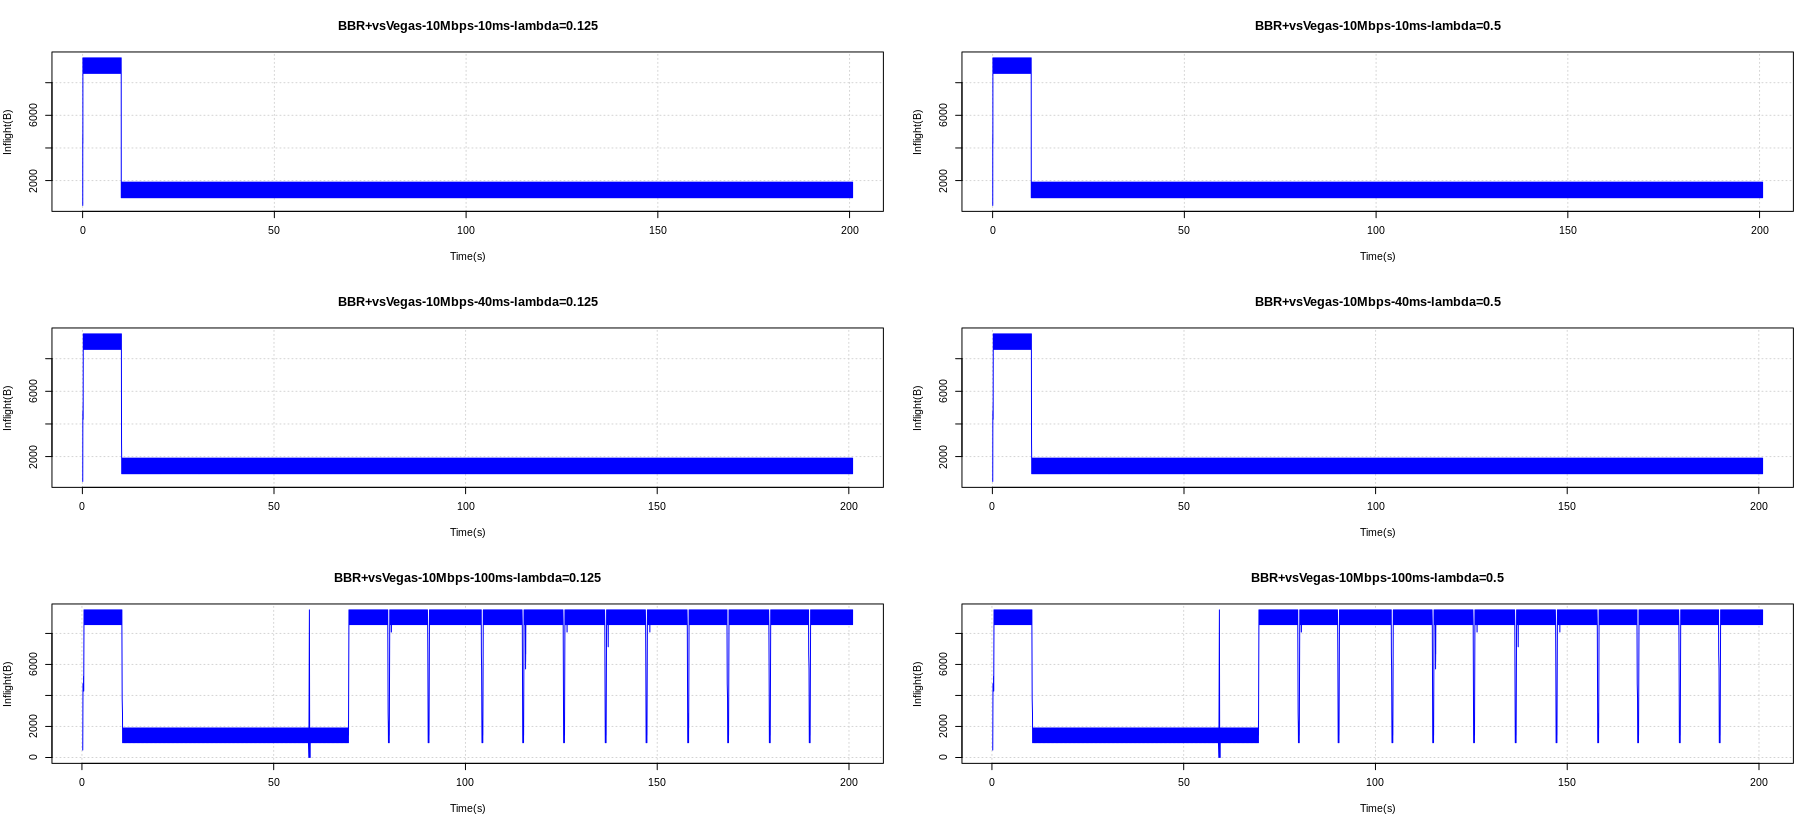 BBR+vsVegas-10Mbps-10ms-lambda=0.125
Inflight(B)
6000
2000
0 50 100 150 200
Time(s)
BBR+vsVegas-10Mbps-10ms-lambda=0.5
Inflight(B)
6000
2000
0 50 100 150 200
Time(s)
BBR+vsVegas-10Mbps-40ms-lambda=0.125
Inflight(B)
6000
2000
0 50 100 150 200
Time(s)
BBR+vsVegas-10Mbps-40ms-lambda=0.5
Inflight(B)
6000
2000
0 50 100 150 200
Time(s)
BBR+vsVegas-10Mbps-100ms-lambda=0.125
Inflight(B)
6000
2000
0
0 50 100 150 200
Time(s)
BBR+vsVegas-10Mbps-100ms-lambda=0.5
Inflight(B)
6000
2000
0
0 50 100 150 200
Time(s)